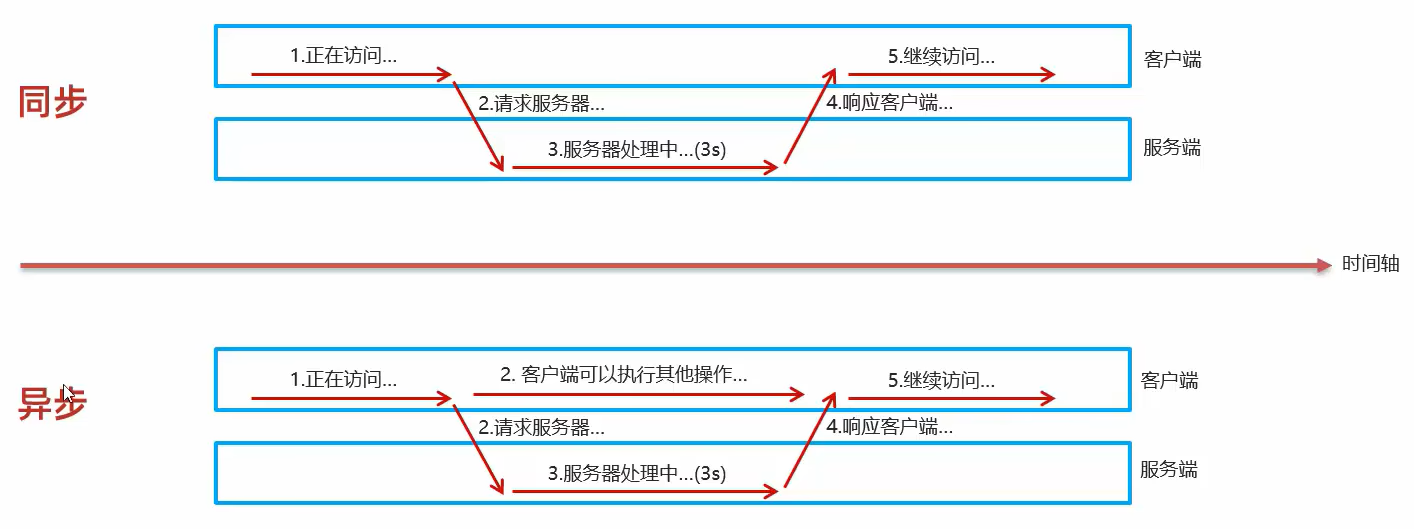 1.正在访问...
5.继续访问...
客户端
同步
2.请求服务器...
4.响应客户端...
3.服务器处理中...(3s)
服务端
时间轴
1.正在访问...
2. 客户端可以执行其他操作...
5.继续访问...
客户端
异步
2.请求服务器...
4.响应客户端...
3.服务器处理中...(3s)
服务端